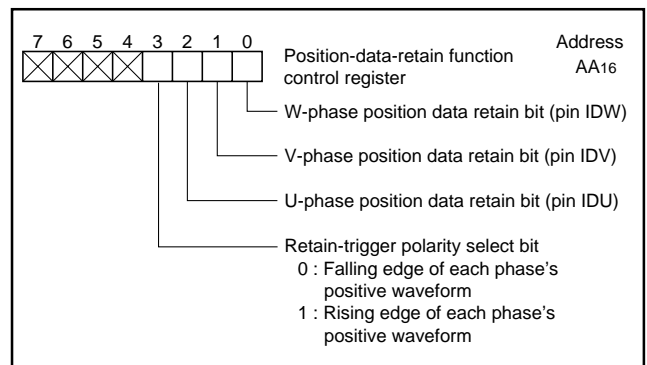 7 6 5 4 3 2 1 0
Position-data-retain function
control register
Address
AA16
W-phase position data retain bit (pin IDW)
V-phase position data retain bit (pin IDV)
U-phase position data retain bit (pin IDU)
Retain-trigger polarity select bit
0 : Falling edge of each phase's
positive waveform
1 : Rising edge of each phase's
positive waveform